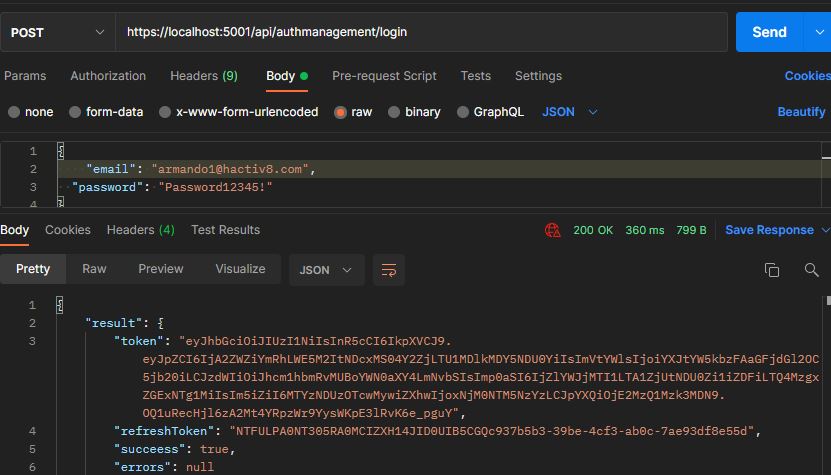 POST https://localhost:5001/api/authmanagement/login Send
Params Authorization Headers (9) Body Pre-request Script Tests Settings Cookies
none form-data x-www-form-urlencoded raw binary GraphQL JSON Beautify
1 {
2 "email": "armando1@hactiv8.com",
3 "password": "Password12345!"
4 }
Body Cookies Headers (4) Test Results 200 OK 360 ms 799 B Save Response
Pretty Raw Preview Visualize JSON
1 {
2 "result": {
3 "token": "eyJhbGciOiJIUzI1NiIsInR5cCI6IkpXVCJ9.
eyJpZCI6IjA2ZWZiYmRhLWE5M2ItNDcxMS04Y2ZjLTU1MDlkMDY5NDU0YiIsImVtYWlsIjoiYXJtYW5kbzFAaGFjdGl2OC
5jb20iLCJzdWIiOiJhcm1hbmRvMUBoYWN0aXY4LmNvbSIsImp0aSI6IjZlYWJjMTI1LTA1ZjUtNDU0Zi1iZDFiLTQ4Mzgx
ZGExNTg1MiIsIm5iZiI6MTYzNDUzOTcwMywiZXhwIjoxNjM0NTM5NzYzLCJpYXQiOjE2MzQ1Mzk3MDN9.
OQ1uRecHjl6zA2Mt4YRpzWr9YysWKpE3lRvK6e_pguY",
4 "refreshToken": "NTFULPA0NT305RA0MCIZXH14JID0UIB5CGQc937b5b3-39be-4cf3-ab0c-7ae93df8e55d",
5 "succeess": true,
6 "errors": null